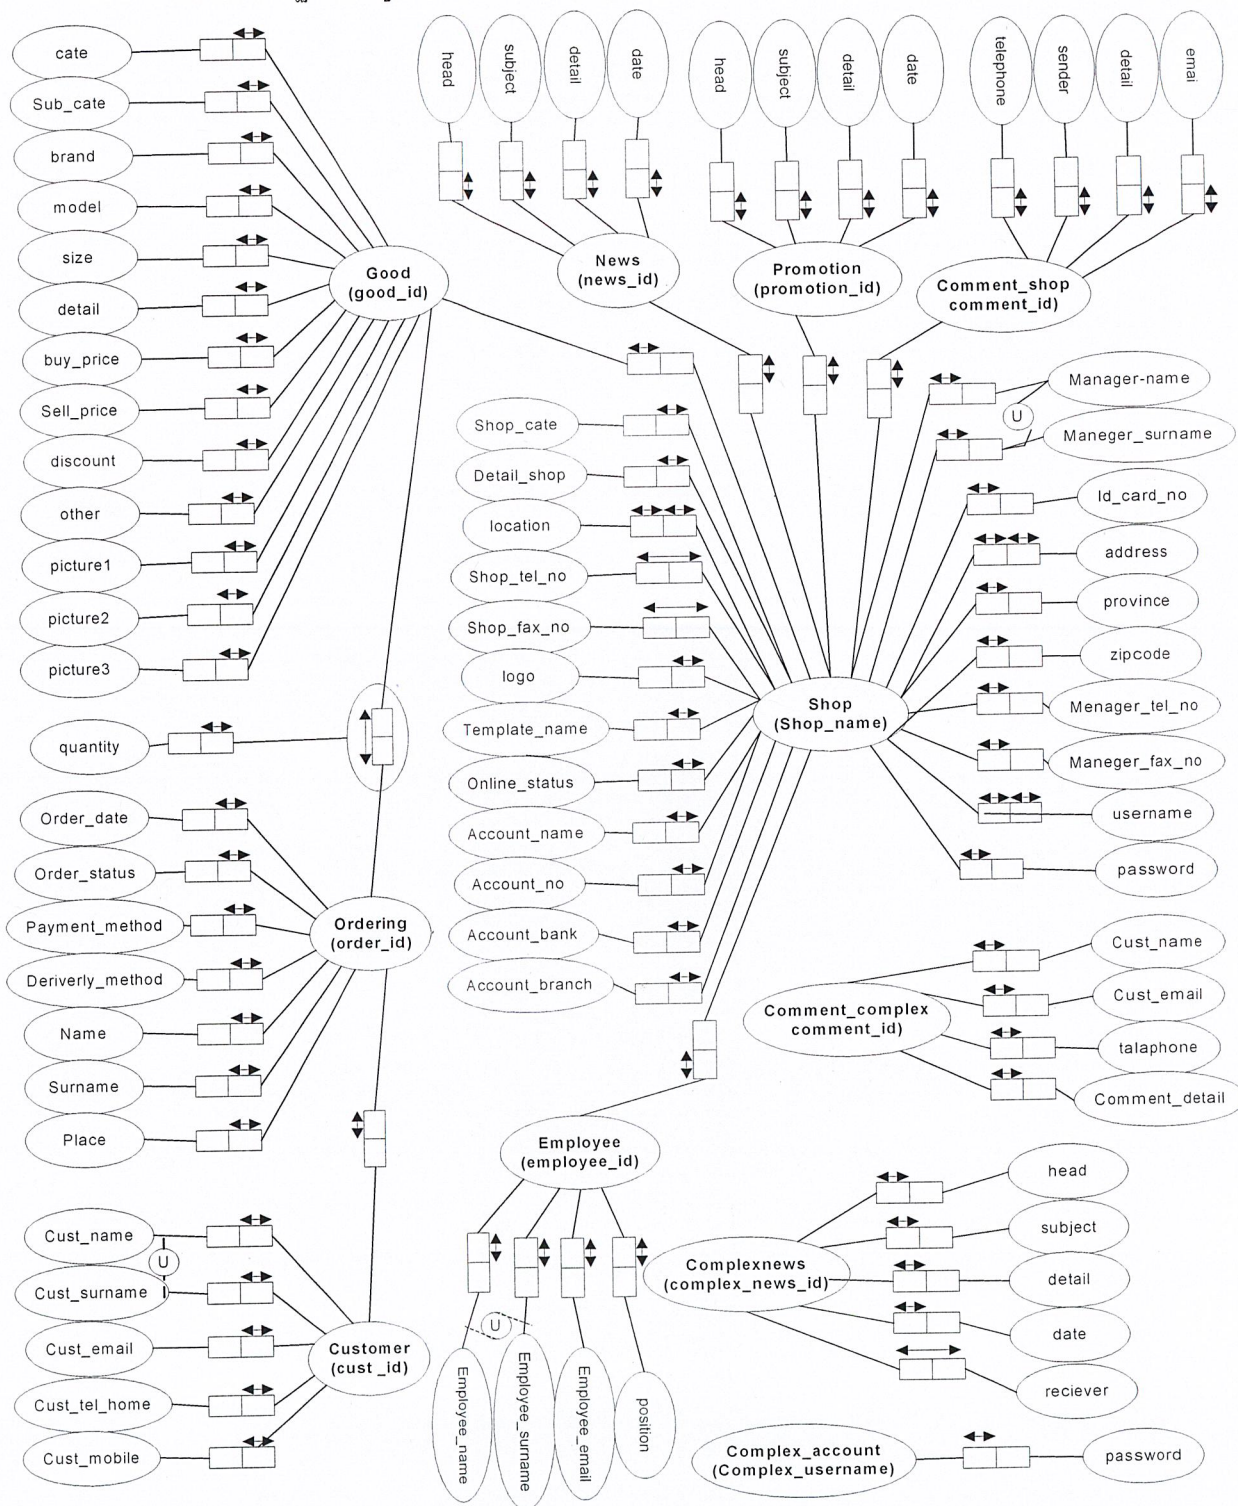 cate
Sub_cate
brand
model
size
detail
buy_price
Sell_price
discount
other
picture1
picture2
picture3
Good
(good_id)
head
subject
detail
date
News
(news_id)
head
subject
detail
date
Promotion
(promotion_id)
telephone
sender
detail
emai
Comment_shop
comment_id)
Shop_cate
Detail_shop
location
Shop_tel_no
Shop_fax_no
logo
Template_name
Online_status
Account_name
Account_no
Account_bank
Account_branch
Shop
(Shop_name)
Manager-name
U
Maneger_surname
Id_card_no
address
province
zipcode
Menager_tel_no
Maneger_fax_no
username
password
quantity
Order_date
Order_status
Payment_method
Deriverly_method
Name
Surname
Place
Ordering
(order_id)
Comment_complex
comment_id)
Cust_name
Cust_email
talaphone
Comment_detail
Employee
(employee_id)
U
Employee_name
Employee_surname
Employee_email
position
Cust_name
U
Cust_surname
Cust_email
Cust_tel_home
Cust_mobile
Customer
(cust_id)
Complexnews
(complex_news_id)
head
subject
detail
date
reciever
Complex_account
(Complex_username)
password